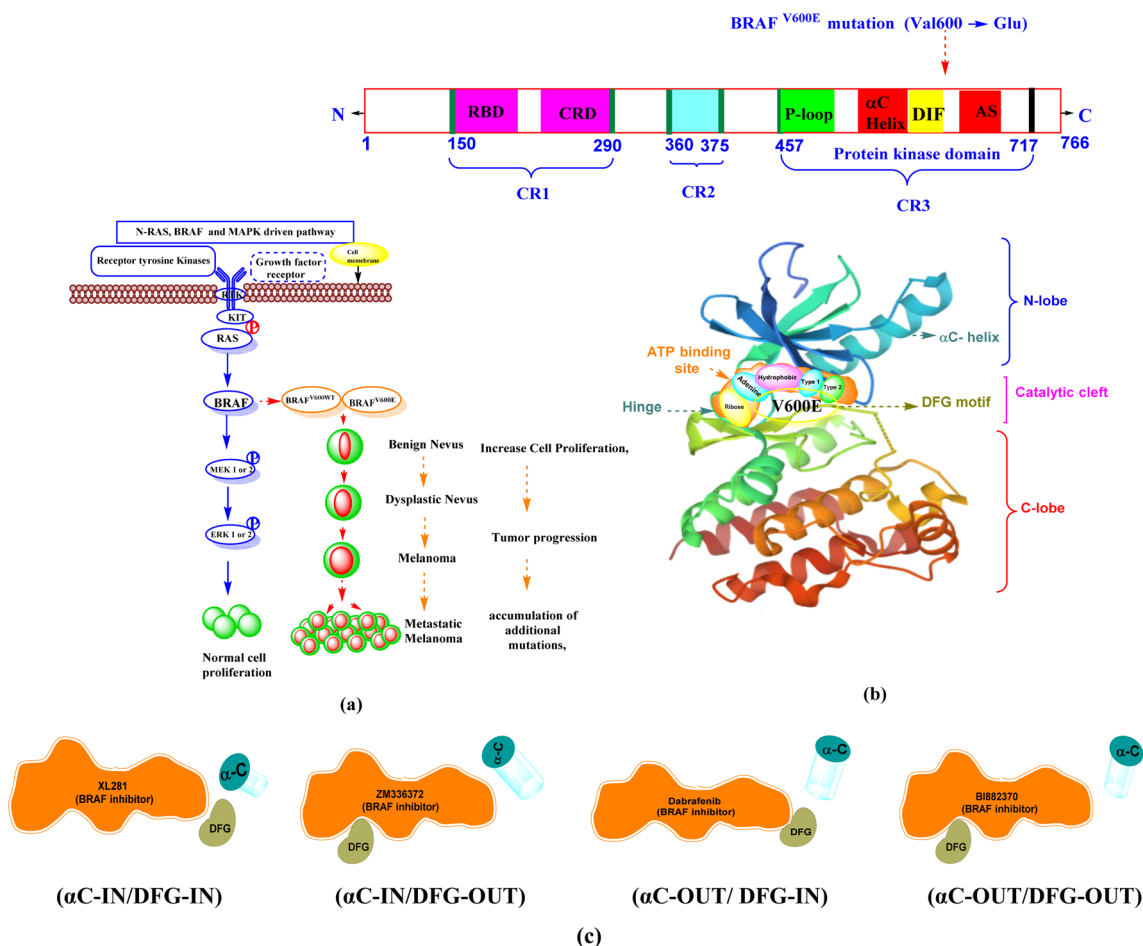 BRAF V600E mutation (Val600 → Glu)
N
RBD
CRD
P-loop
αC
Helix
DIF
AS
C
1
150
290
360
375
457
Protein kinase domain
717
766
CR1
CR2
CR3
N-RAS, BRAF and MAPK driven pathway
Receptor tyrosine Kinases
Growth factor
receptor
Cell
memebrane
RTK
KIT
P
RAS
BRAF
BRAFV600WT
BRAFV600E
P
MEK 1 or 2
P
ERK 1 or 2
Normal cell
proliferation
Benign Nevus
Dysplastic Nevus
Melanoma
Metastatic
Melanoma
Increase Cell Proliferation,
Tumor progression
accumulation of
additional
mutations,
(a)
N-lobe
αC- helix
ATP binding
site
Adenine
Hydrophobic
Type 1
Type 2
Ribose
V600E
Hinge
Catalytic cleft
DFG motif
C-lobe
(b)
XL281
(BRAF inhibitor)
α-C
DFG
(αC-IN/DFG-IN)
ZM336372
(BRAF inhibitor)
α-C
DFG
(αC-IN/DFG-OUT)
Dabrafenib
(BRAF inhibitor)
α-C
DFG
(αC-OUT/ DFG-IN)
BI882370
(BRAF inhibitor)
α-C
DFG
(αC-OUT/DFG-OUT)
(c)